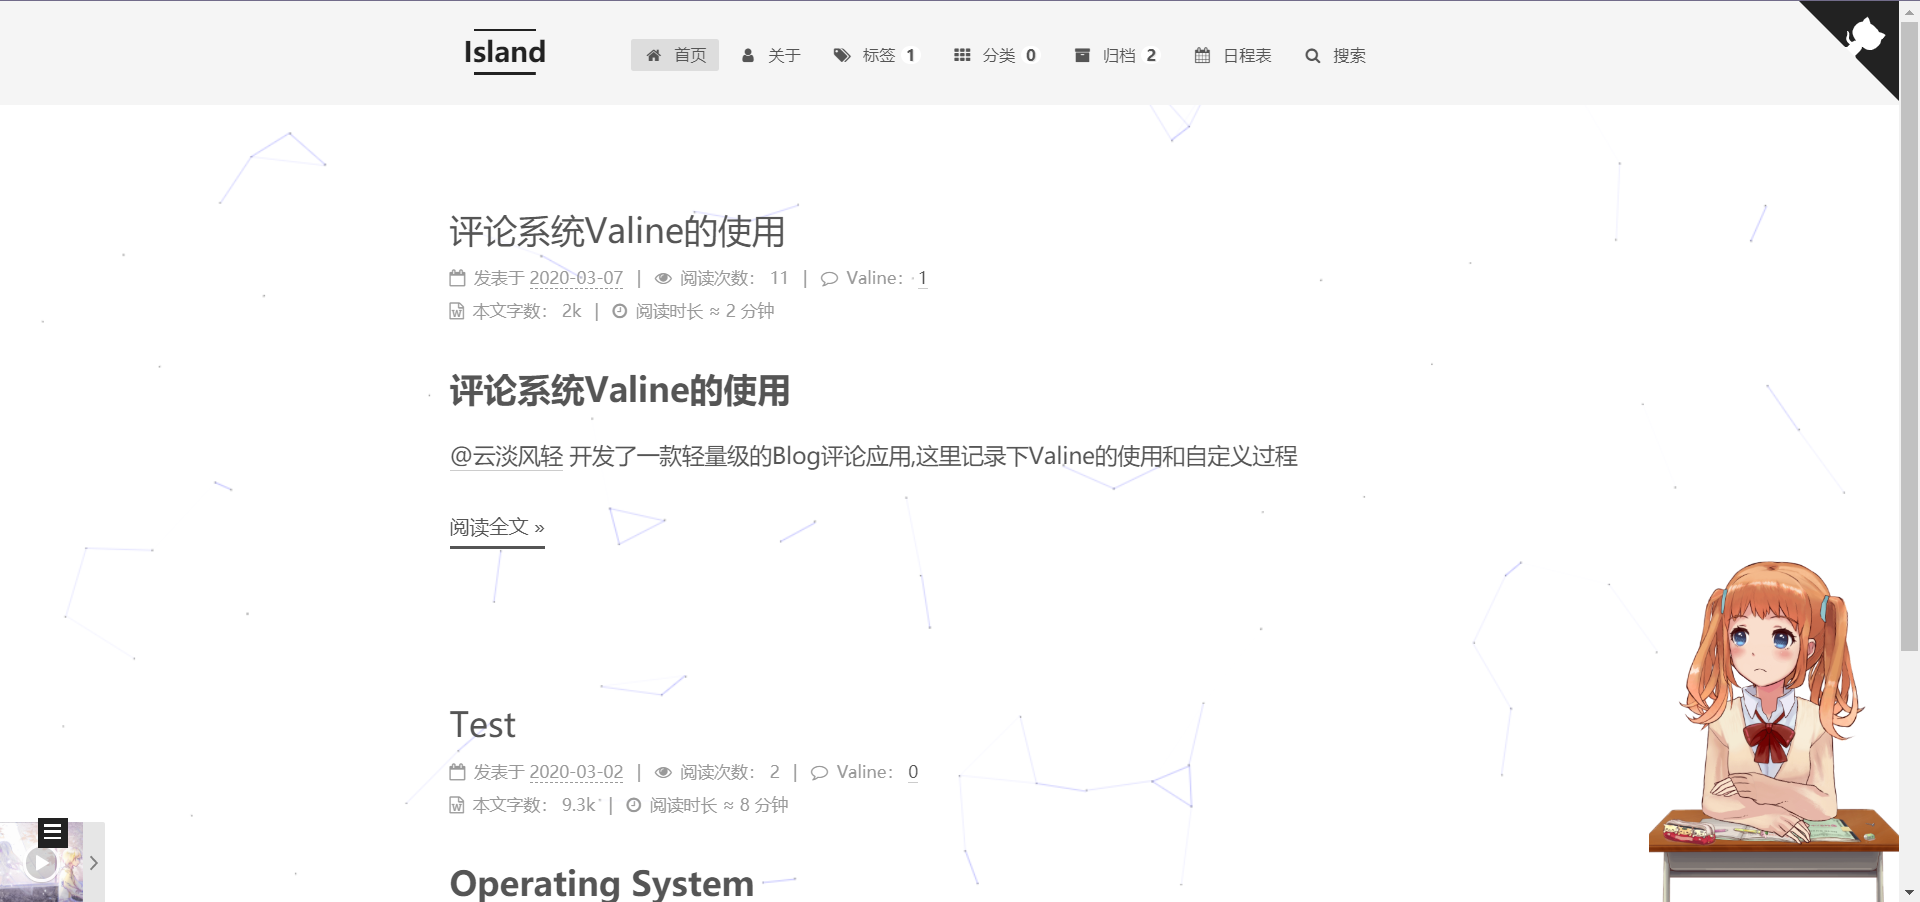 Island
首页 关于 标签 1 分类 0 归档 2 日程表 搜索
评论系统Valine的使用
发表于 2020-03-07 | 阅读次数： 11 | Valine： 1
本文字数： 2k | 阅读时长 ≈ 2 分钟
评论系统Valine的使用
@云淡风轻 开发了一款轻量级的Blog评论应用,这里记录下Valine的使用和自定义过程
阅读全文 »
Test
发表于 2020-03-02 | 阅读次数： 2 | Valine： 0
本文字数： 9.3k | 阅读时长 ≈ 8 分钟
Operating System